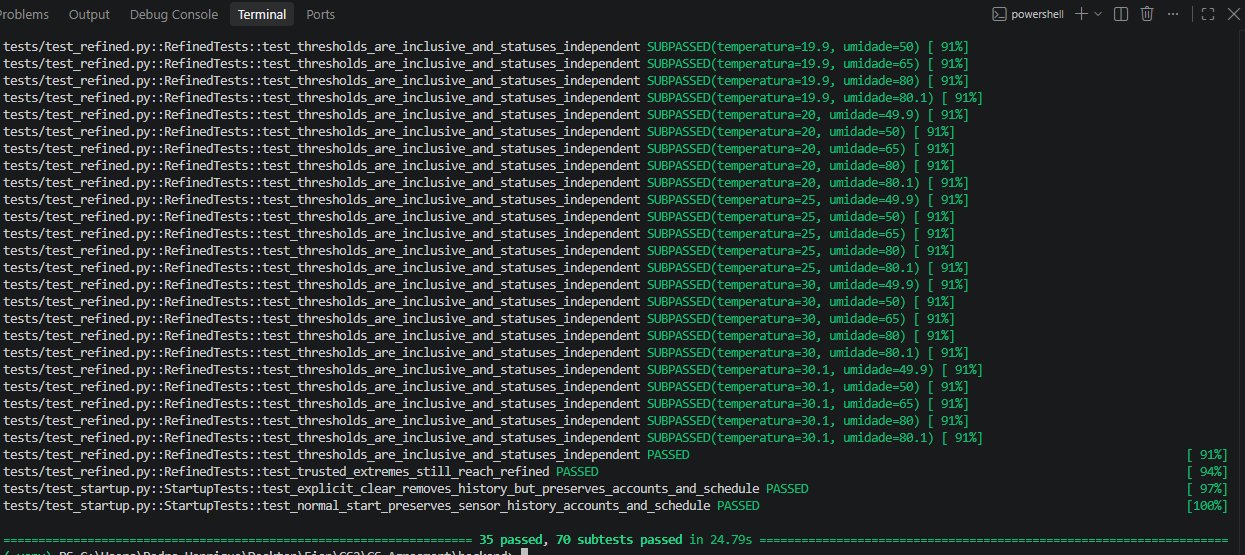 Problems Output Debug Console Terminal Ports powershell
tests/test_refined.py::RefinedTests::test_thresholds_are_inclusive_and_statuses_independent SUBPASSED(temperatura=19.9, umidade=50) [ 91%]
tests/test_refined.py::RefinedTests::test_thresholds_are_inclusive_and_statuses_independent SUBPASSED(temperatura=19.9, umidade=65) [ 91%]
tests/test_refined.py::RefinedTests::test_thresholds_are_inclusive_and_statuses_independent SUBPASSED(temperatura=19.9, umidade=80) [ 91%]
tests/test_refined.py::RefinedTests::test_thresholds_are_inclusive_and_statuses_independent SUBPASSED(temperatura=19.9, umidade=80.1) [ 91%]
tests/test_refined.py::RefinedTests::test_thresholds_are_inclusive_and_statuses_independent SUBPASSED(temperatura=20, umidade=49.9) [ 91%]
tests/test_refined.py::RefinedTests::test_thresholds_are_inclusive_and_statuses_independent SUBPASSED(temperatura=20, umidade=50) [ 91%]
tests/test_refined.py::RefinedTests::test_thresholds_are_inclusive_and_statuses_independent SUBPASSED(temperatura=20, umidade=65) [ 91%]
tests/test_refined.py::RefinedTests::test_thresholds_are_inclusive_and_statuses_independent SUBPASSED(temperatura=20, umidade=80) [ 91%]
tests/test_refined.py::RefinedTests::test_thresholds_are_inclusive_and_statuses_independent SUBPASSED(temperatura=20, umidade=80.1) [ 91%]
tests/test_refined.py::RefinedTests::test_thresholds_are_inclusive_and_statuses_independent SUBPASSED(temperatura=25, umidade=49.9) [ 91%]
tests/test_refined.py::RefinedTests::test_thresholds_are_inclusive_and_statuses_independent SUBPASSED(temperatura=25, umidade=50) [ 91%]
tests/test_refined.py::RefinedTests::test_thresholds_are_inclusive_and_statuses_independent SUBPASSED(temperatura=25, umidade=65) [ 91%]
tests/test_refined.py::RefinedTests::test_thresholds_are_inclusive_and_statuses_independent SUBPASSED(temperatura=25, umidade=80) [ 91%]
tests/test_refined.py::RefinedTests::test_thresholds_are_inclusive_and_statuses_independent SUBPASSED(temperatura=25, umidade=80.1) [ 91%]
tests/test_refined.py::RefinedTests::test_thresholds_are_inclusive_and_statuses_independent SUBPASSED(temperatura=30, umidade=49.9) [ 91%]
tests/test_refined.py::RefinedTests::test_thresholds_are_inclusive_and_statuses_independent SUBPASSED(temperatura=30, umidade=50) [ 91%]
tests/test_refined.py::RefinedTests::test_thresholds_are_inclusive_and_statuses_independent SUBPASSED(temperatura=30, umidade=65) [ 91%]
tests/test_refined.py::RefinedTests::test_thresholds_are_inclusive_and_statuses_independent SUBPASSED(temperatura=30, umidade=80) [ 91%]
tests/test_refined.py::RefinedTests::test_thresholds_are_inclusive_and_statuses_independent SUBPASSED(temperatura=30, umidade=80.1) [ 91%]
tests/test_refined.py::RefinedTests::test_thresholds_are_inclusive_and_statuses_independent SUBPASSED(temperatura=30.1, umidade=49.9) [ 91%]
tests/test_refined.py::RefinedTests::test_thresholds_are_inclusive_and_statuses_independent SUBPASSED(temperatura=30.1, umidade=50) [ 91%]
tests/test_refined.py::RefinedTests::test_thresholds_are_inclusive_and_statuses_independent SUBPASSED(temperatura=30.1, umidade=65) [ 91%]
tests/test_refined.py::RefinedTests::test_thresholds_are_inclusive_and_statuses_independent SUBPASSED(temperatura=30.1, umidade=80) [ 91%]
tests/test_refined.py::RefinedTests::test_thresholds_are_inclusive_and_statuses_independent SUBPASSED(temperatura=30.1, umidade=80.1) [ 91%]
tests/test_refined.py::RefinedTests::test_thresholds_are_inclusive_and_statuses_independent PASSED [ 91%]
tests/test_refined.py::RefinedTests::test_trusted_extremes_still_reach_refined PASSED [ 94%]
tests/test_startup.py::StartupTests::test_explicit_clear_removes_history_but_preserves_accounts_and_schedule PASSED [ 97%]
tests/test_startup.py::StartupTests::test_normal_start_preserves_sensor_history_accounts_and_schedule PASSED [100%]
35 passed, 70 subtests passed in 24.79s